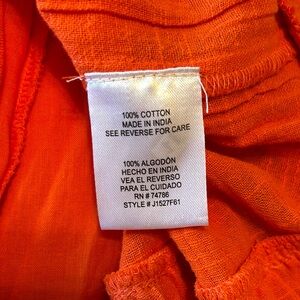 100% COTTON
MADE IN INDIA
SEE REVERSE FOR CARE
100% ALGODÓN
HECHO EN INDIA
VEA EL REVERSO
PARA EL CUIDADO
RN # 74786
STYLE # J1527F61